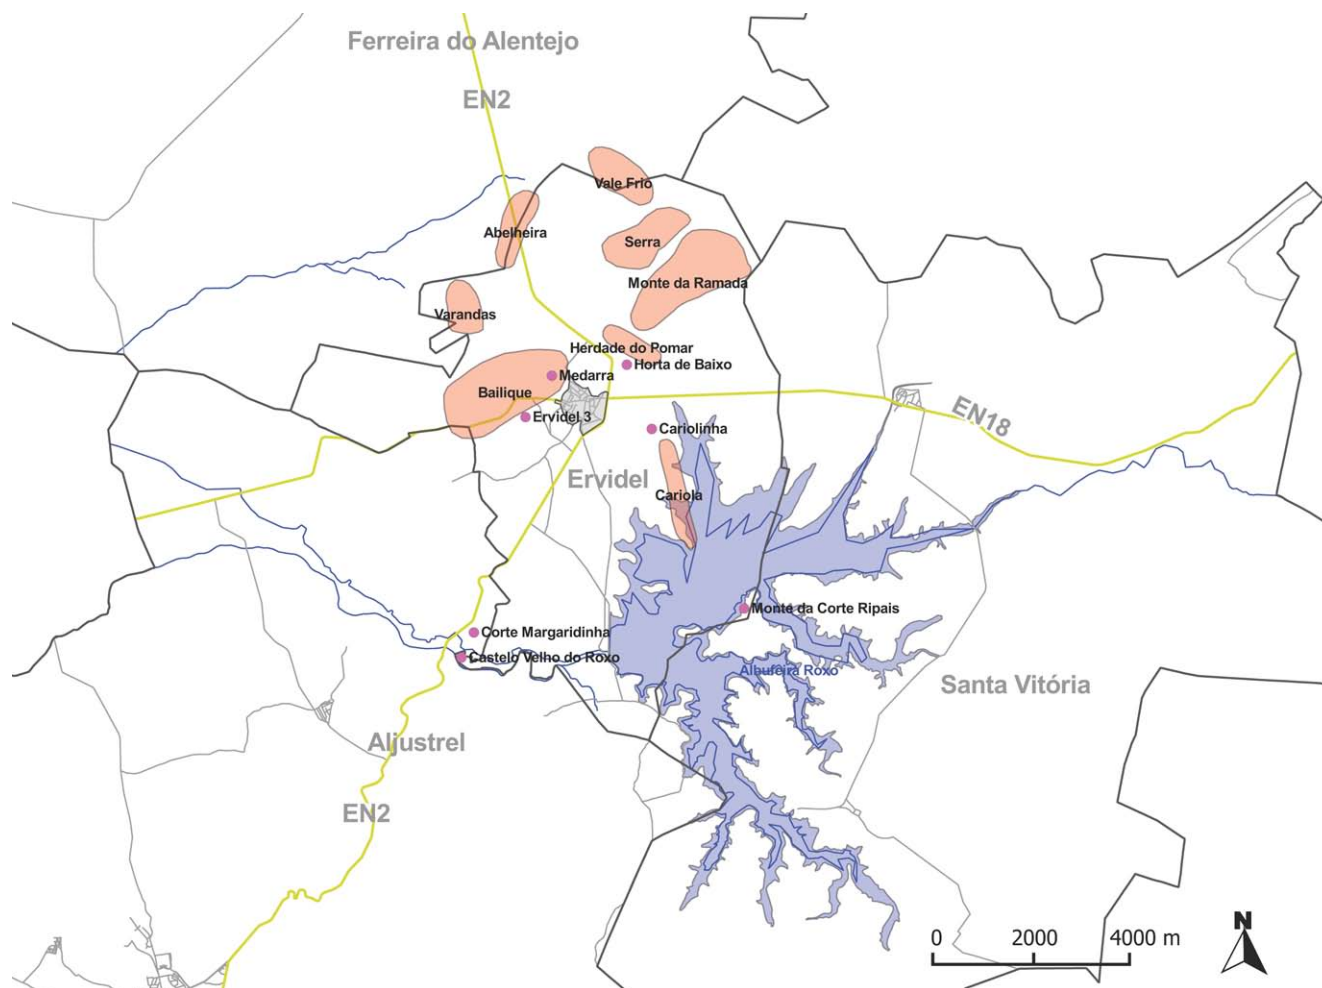 Ferreira do Alentejo
EN2
Vale Frio
Abelheira
Serra
Monte da Ramada
Varandas
Herdade do Pomar
Horta de Baixo
Medarra
Bailique
Ervidel 3
EN18
Cariolinha
Ervidel
Cariola
Monte da Corte Ripais
Corte Margaridinha
Castelo Velho do Roxo
Albufeira Roxo
Santa Vitória
Aljustrel
EN2
N
0 2000 4000 m